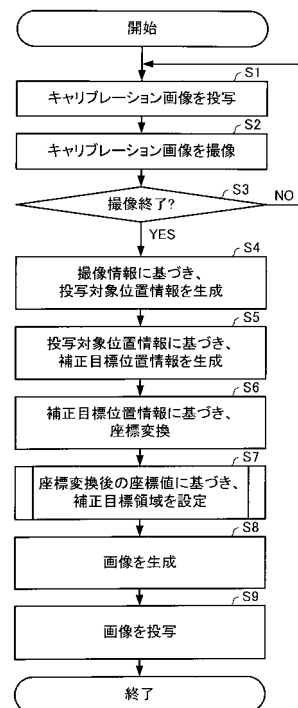 開始
S1
キャリブレーション画像を投写
S2
キャリブレーション画像を撮像
S3
撮像終了?
NO
YES
S4
撮像情報に基づき、
投写対象位置情報を生成
S5
投写対象位置情報に基づき、
補正目標位置情報を生成
S6
補正目標位置情報に基づき、
座標変換
S7
座標変換後の座標値に基づき、
補正目標領域を設定
S8
画像を生成
S9
画像を投写
終了